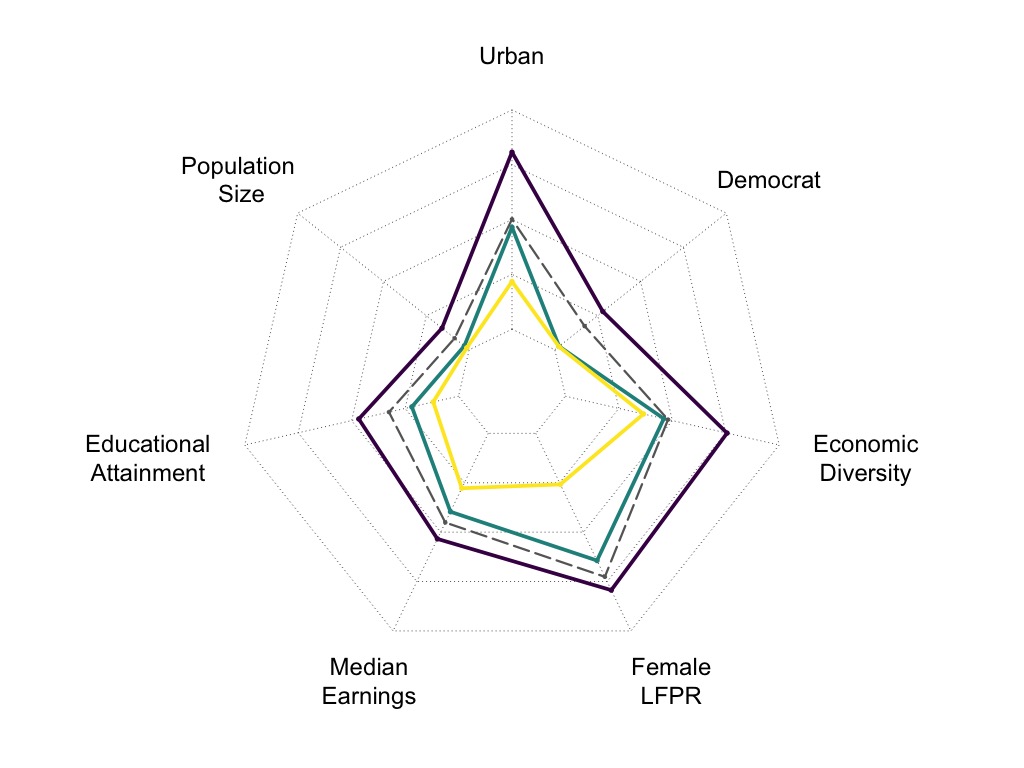 Urban
Democrat
Economic
Diversity
Female
LFPR
Median
Earnings
Educational
Attainment
Population
Size